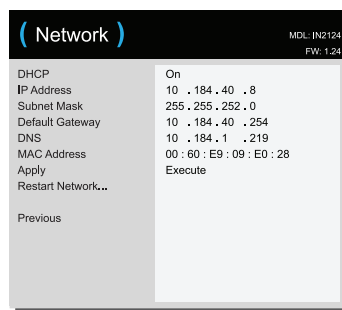 ( Network )
MDL: IN2124
FW: 1.24
DHCP On
IP Address 10 . 184 . 40 . 8
Subnet Mask 255 . 255 . 252 . 0
Default Gateway 10 . 184 . 40 . 254
DNS 10 . 184 . 1 . 219
MAC Address 00 : 60 : E9 : 09 : E0 : 28
Apply Execute
Restart Network...
Previous